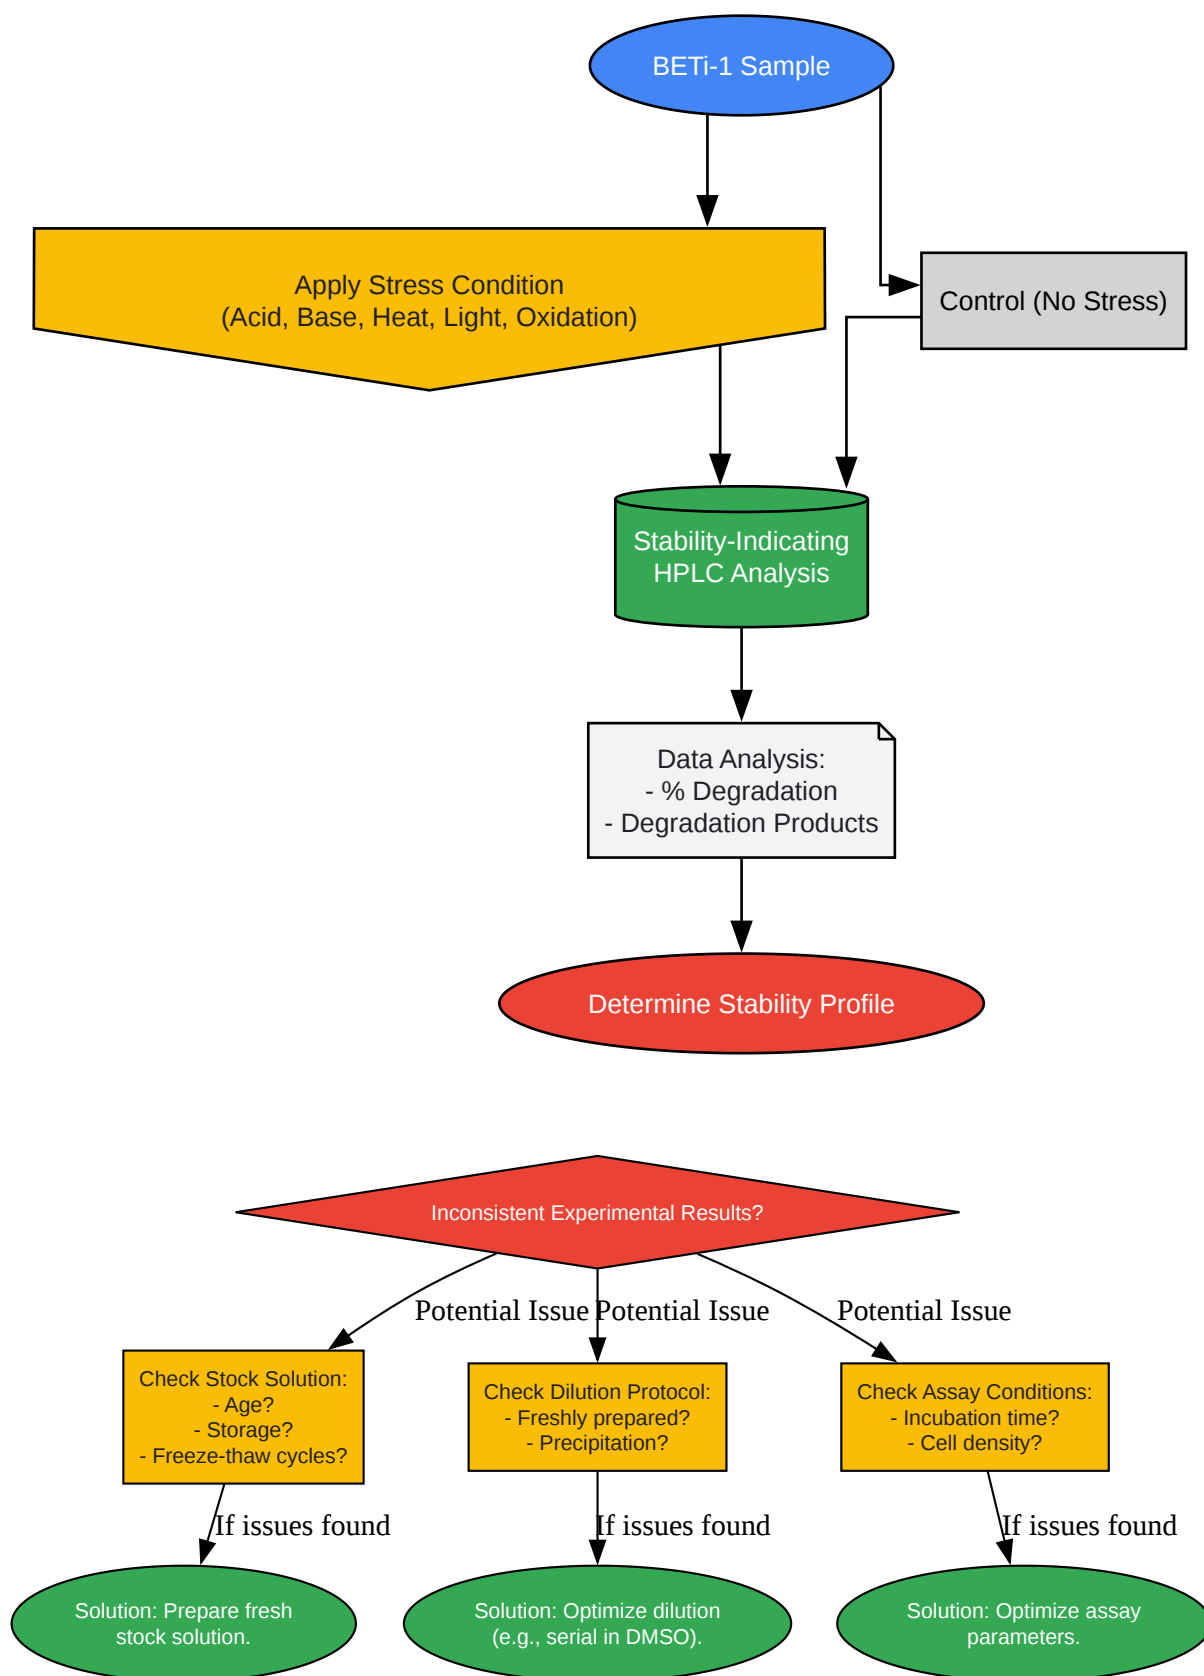 BETi-1 Sample
Apply Stress Condition
(Acid, Base, Heat, Light, Oxidation)
Control (No Stress)
Stability-Indicating
HPLC Analysis
Data Analysis:
- % Degradation
- Degradation Products
Determine Stability Profile
Inconsistent Experimental Results?
Potential Issue
Potential Issue
Potential Issue
Check Stock Solution:
- Age?
- Storage?
- Freeze-thaw cycles?
Check Dilution Protocol:
- Freshly prepared?
- Precipitation?
Check Assay Conditions:
- Incubation time?
- Cell density?
If issues found
If issues found
If issues found
Solution: Prepare fresh
stock solution.
Solution: Optimize dilution
(e.g., serial in DMSO).
Solution: Optimize assay
parameters.